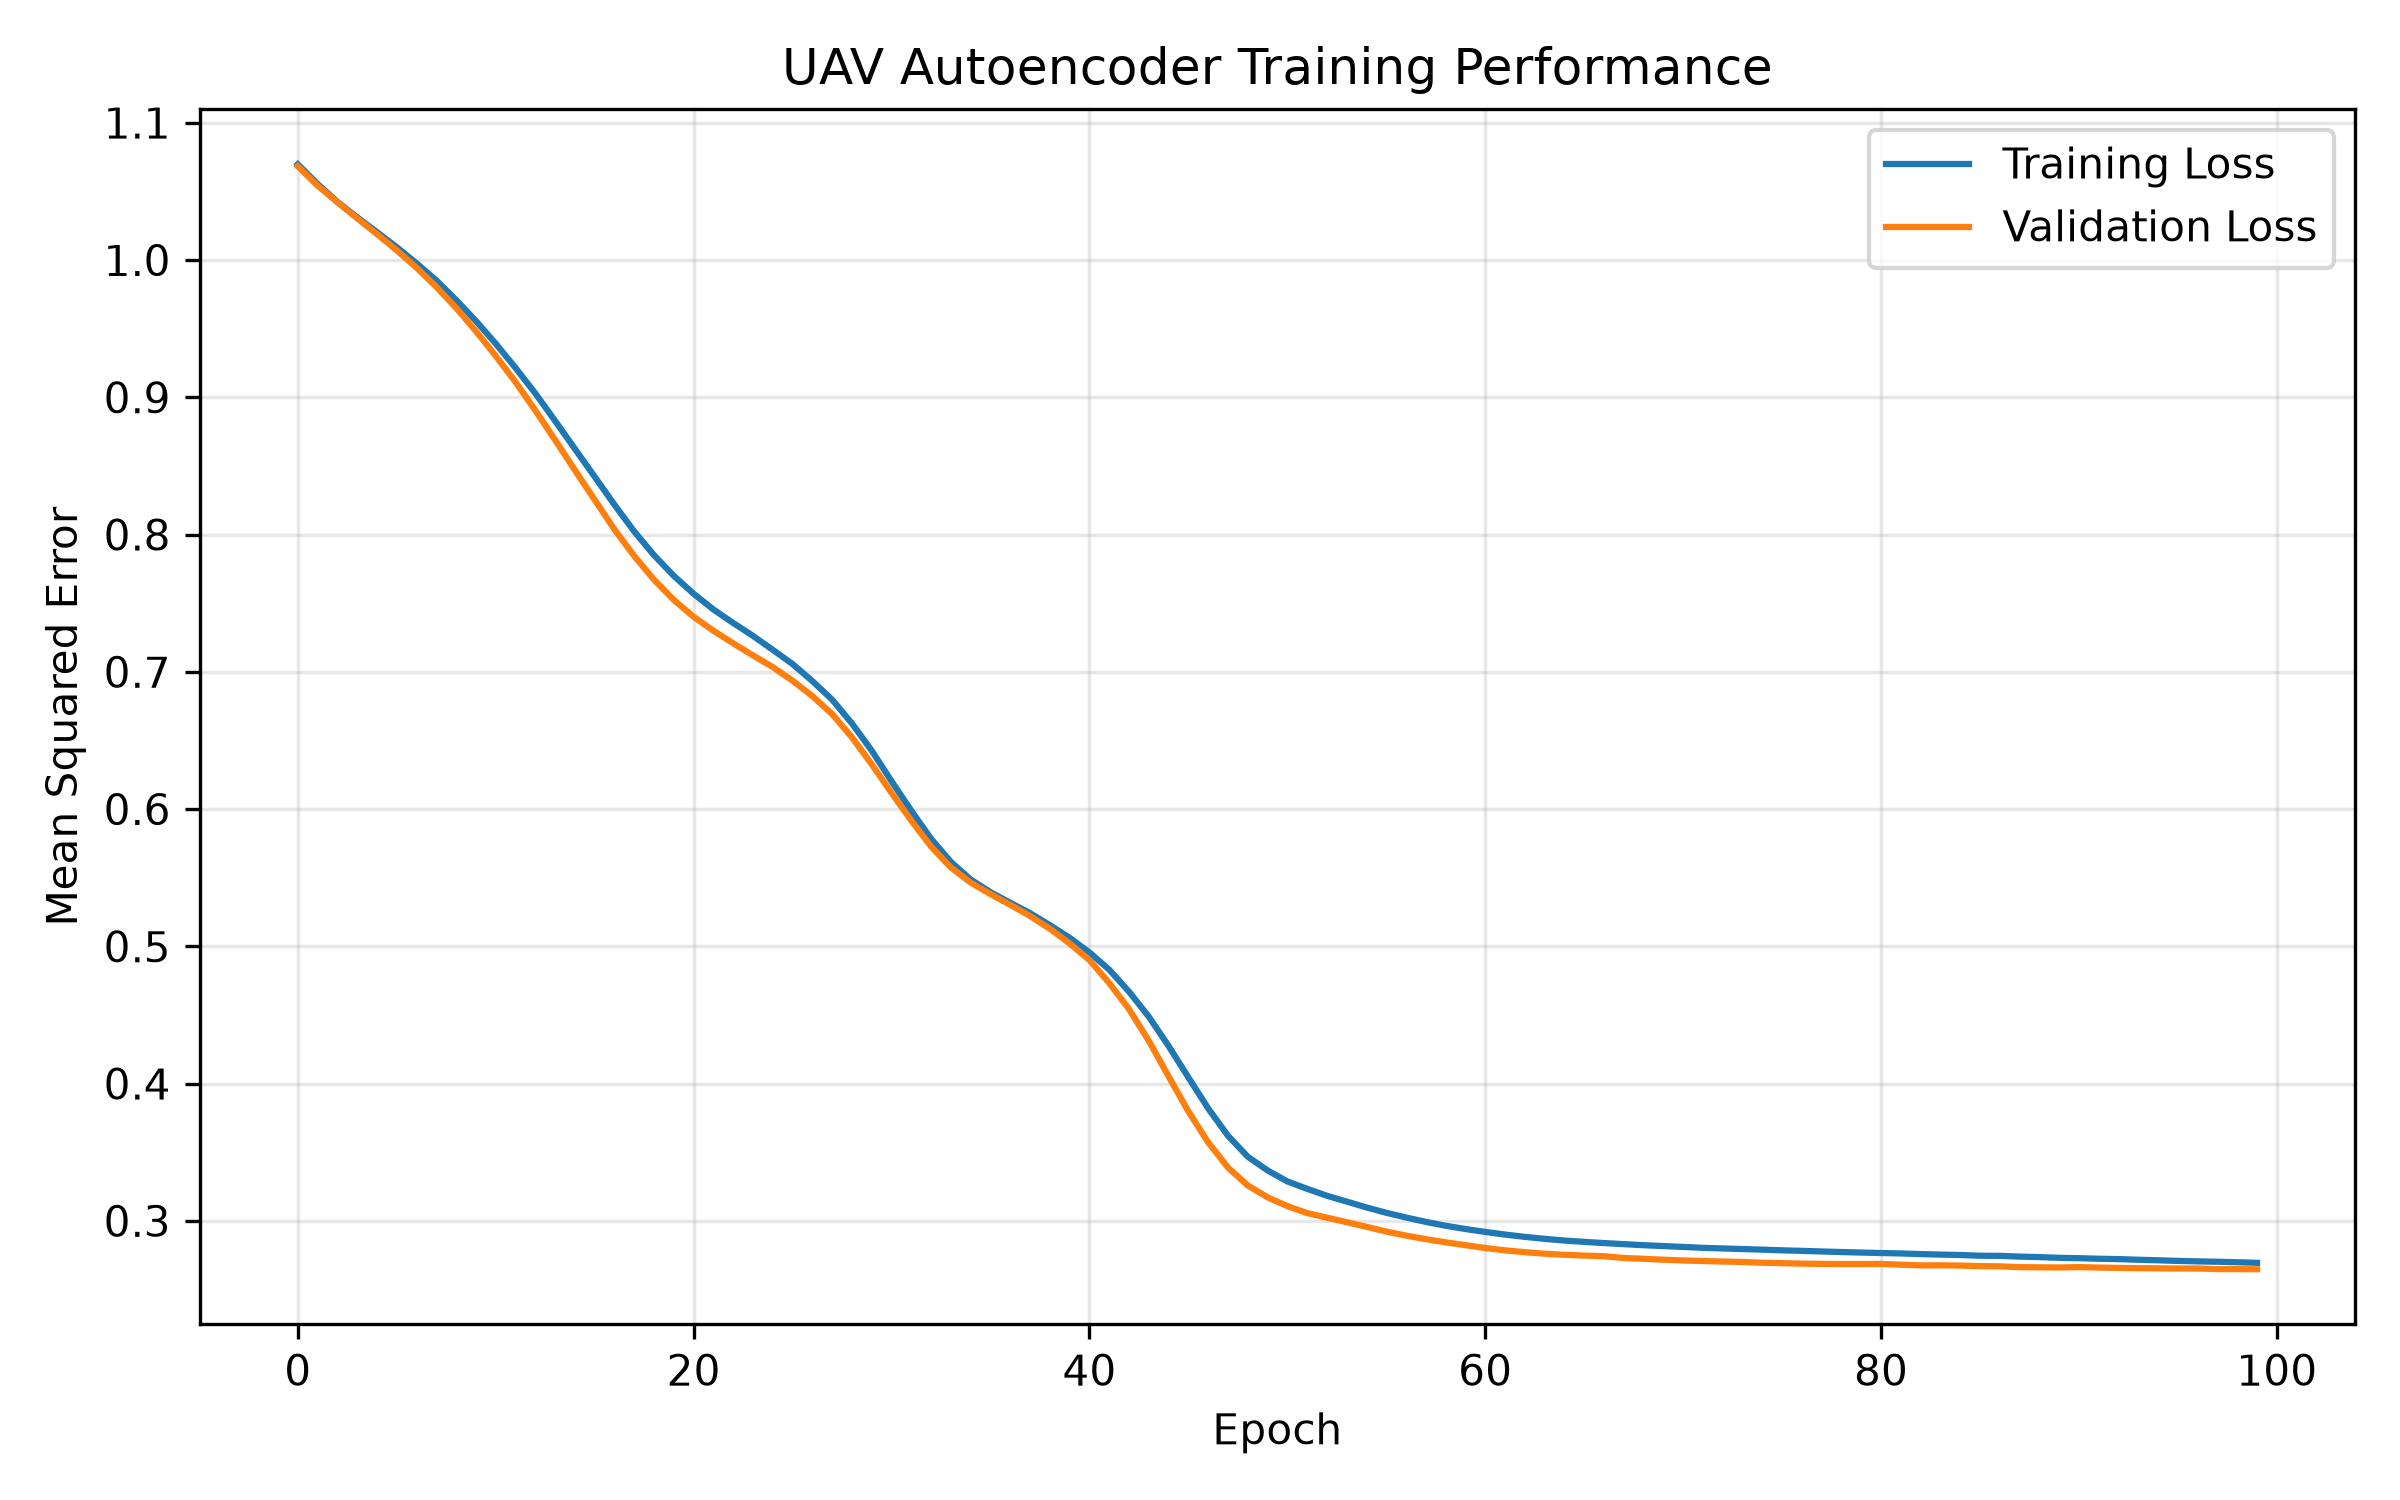 UAV Autoencoder Training Performance
Training Loss
Validation Loss
Mean Squared Error
1.1
1.0
0.9
0.8
0.7
0.6
0.5
0.4
0.3
0 20 40 60 80 100
Epoch